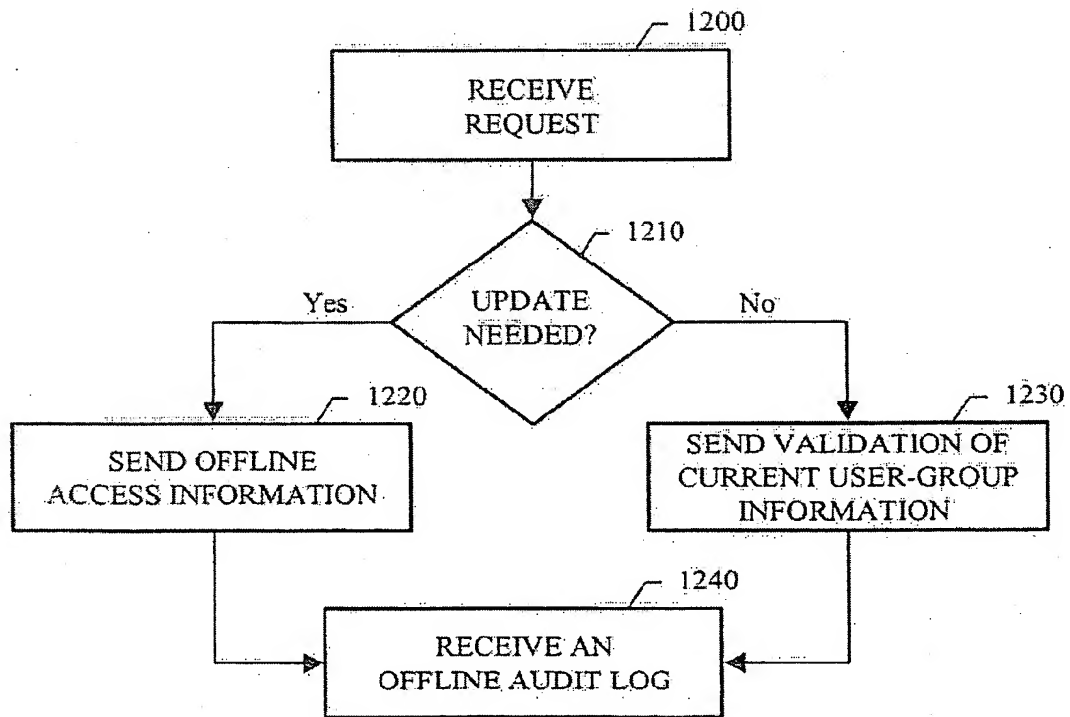 1200
RECEIVE
REQUEST
1210
UPDATE
NEEDED?
Yes
No
1220
SEND OFFLINE
ACCESS INFORMATION
1230
SEND VALIDATION OF
CURRENT USER-GROUP
INFORMATION
1240
RECEIVE AN
OFFLINE AUDIT LOG